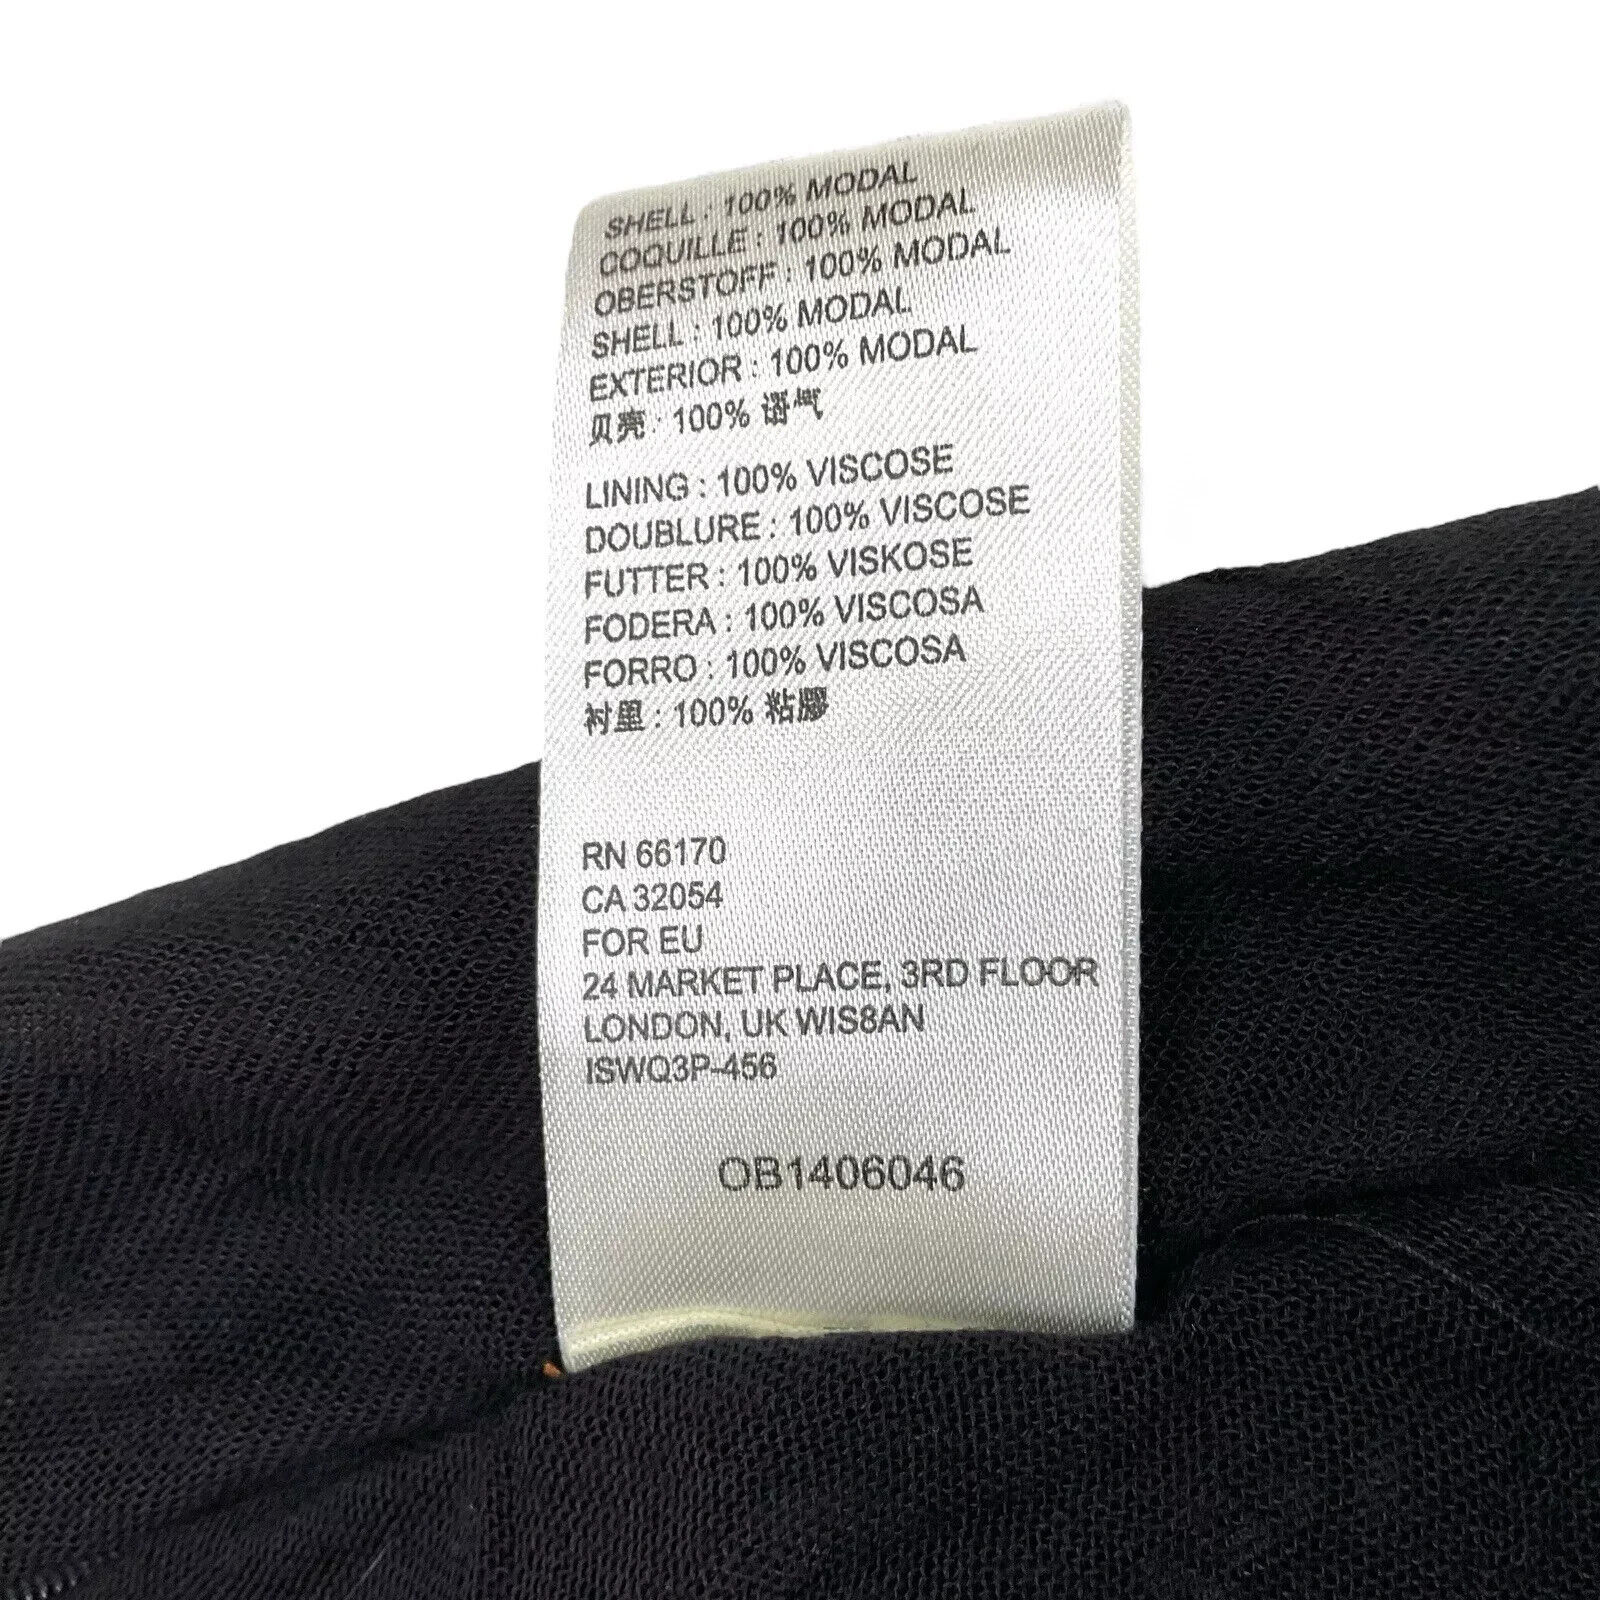 SHELL : 100% MODAL
COQUILLE : 100% MODAL
OBERSTOFF : 100% MODAL
SHELL : 100% MODAL
EXTERIOR : 100% MODAL
贝壳 : 100% 语气
LINING : 100% VISCOSE
DOUBLURE : 100% VISCOSE
FUTTER : 100% VISKOSE
FODERA : 100% VISCOSA
FORRO : 100% VISCOSA
衬里 : 100% 粘膠
RN 66170
CA 32054
FOR EU
24 MARKET PLACE, 3RD FLOOR
LONDON, UK WIS8AN
ISWQ3P-456
OB1406046